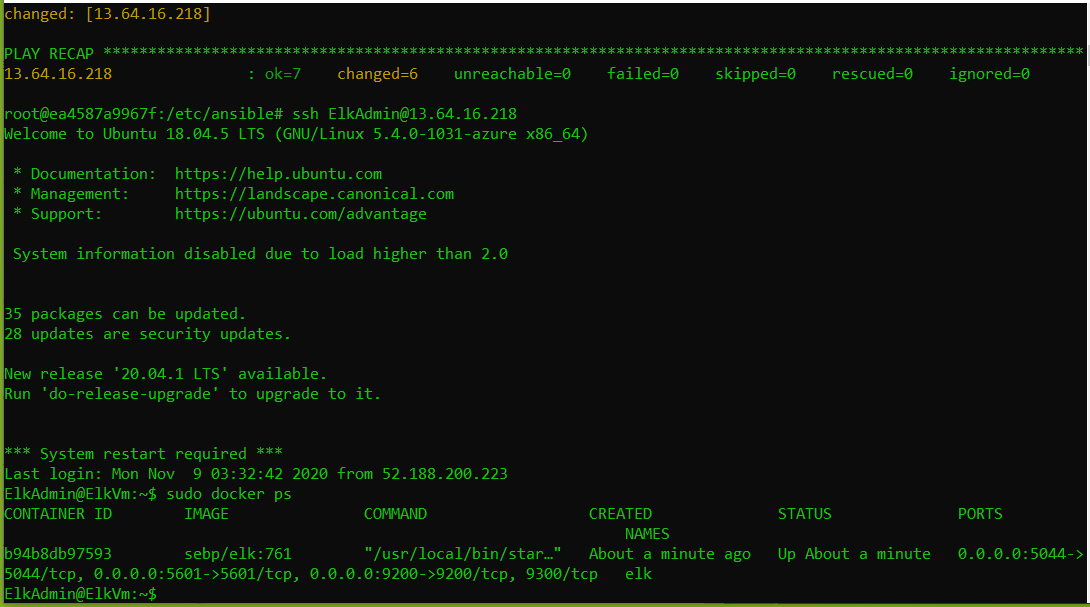 changed: [13.64.16.218]
PLAY RECAP *************************************************************************************************************
13.64.16.218 : ok=7 changed=6 unreachable=0 failed=0 skipped=0 rescued=0 ignored=0
root@ea4587a9967f:/etc/ansible# ssh ElkAdmin@13.64.16.218
Welcome to Ubuntu 18.04.5 LTS (GNU/Linux 5.4.0-1031-azure x86_64)
* Documentation: https://help.ubuntu.com
* Management: https://landscape.canonical.com
* Support: https://ubuntu.com/advantage
System information disabled due to load higher than 2.0
35 packages can be updated.
28 updates are security updates.
New release '20.04.1 LTS' available.
Run 'do-release-upgrade' to upgrade to it.
*** System restart required ***
Last login: Mon Nov 9 03:32:42 2020 from 52.188.200.223
ElkAdmin@ElkVm:~$ sudo docker ps
CONTAINER ID IMAGE COMMAND CREATED STATUS PORTS
NAMES
b94b8db97593 sebp/elk:761 "/usr/local/bin/star…" About a minute ago Up About a minute 0.0.0.0:5044->
5044/tcp, 0.0.0.0:5601->5601/tcp, 0.0.0.0:9200->9200/tcp, 9300/tcp elk
ElkAdmin@ElkVm:~$